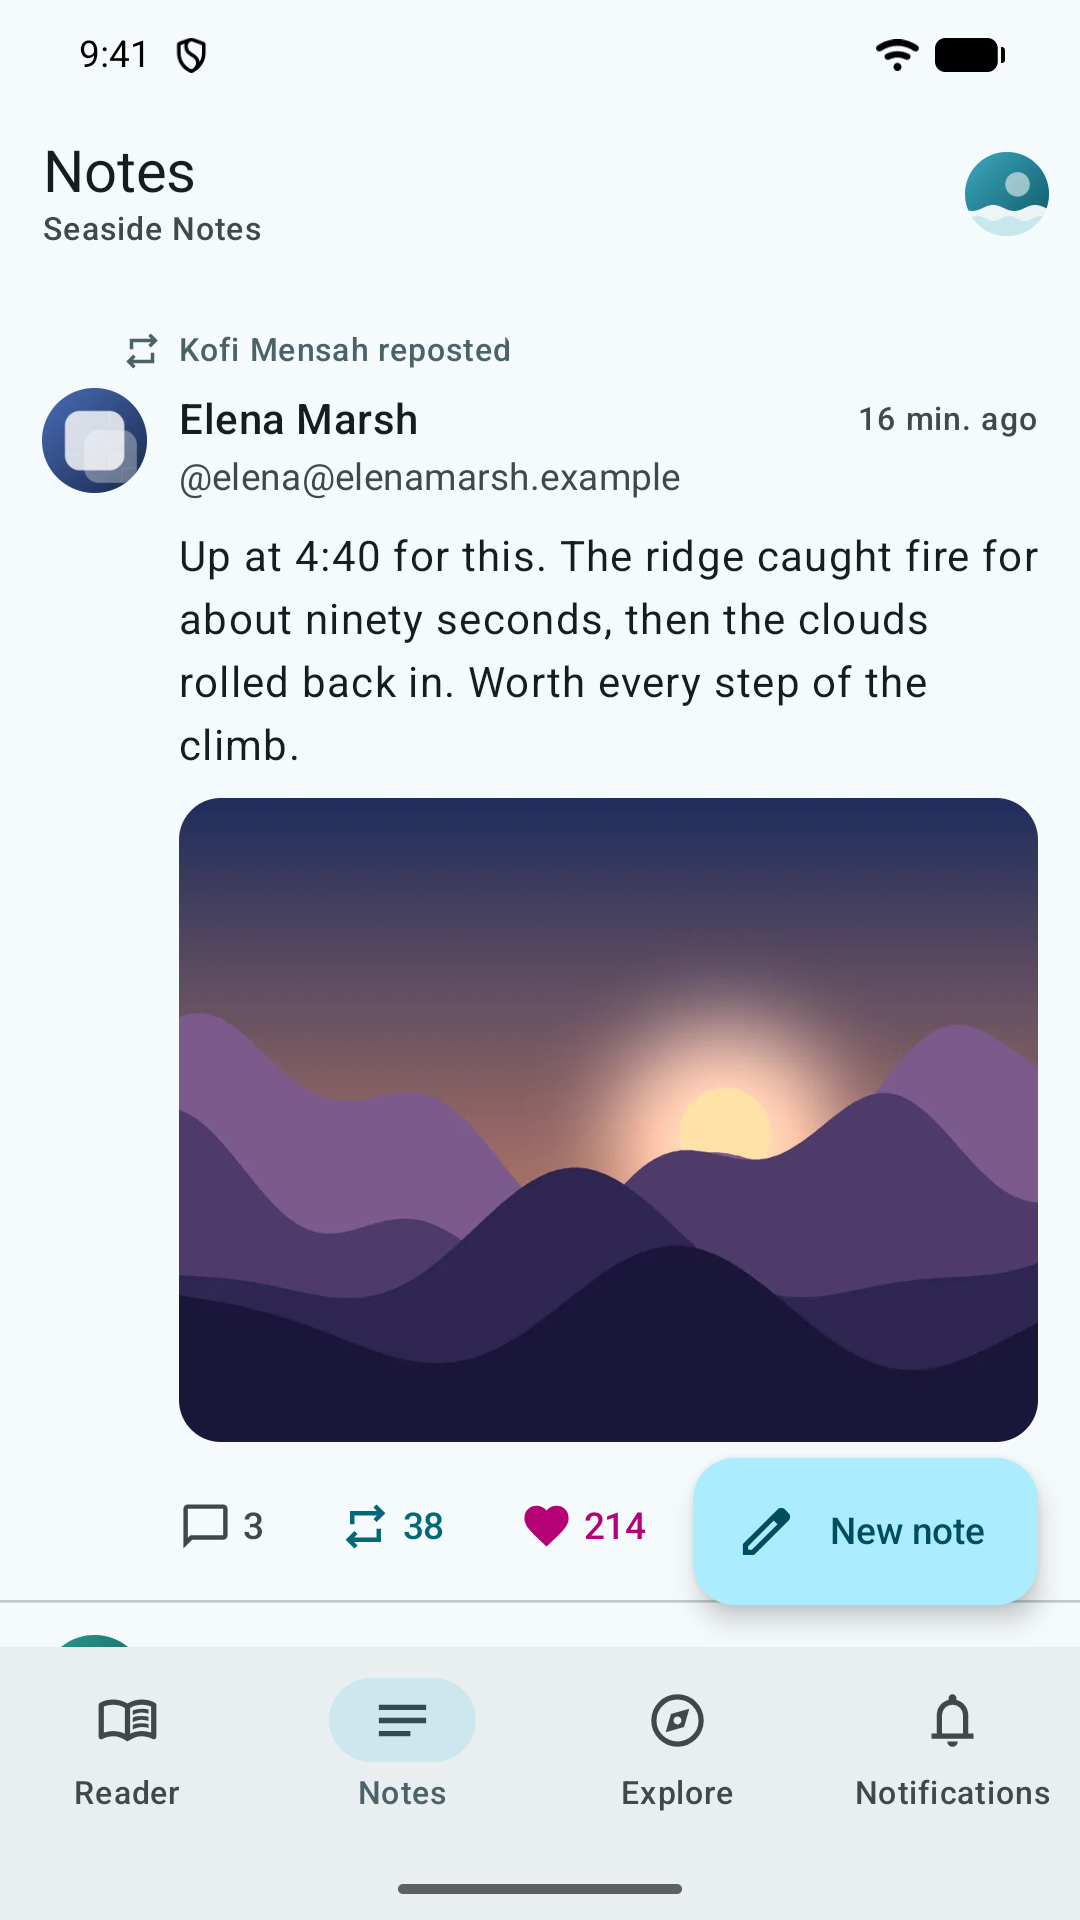 9:41
Notes
Seaside Notes
Kofi Mensah reposted
Elena Marsh
16 min. ago
@elena@elenamarsh.example
Up at 4:40 for this. The ridge caught fire for
about ninety seconds, then the clouds
rolled back in. Worth every step of the
climb.
3
38
214
New note
Reader
Notes
Explore
Notifications